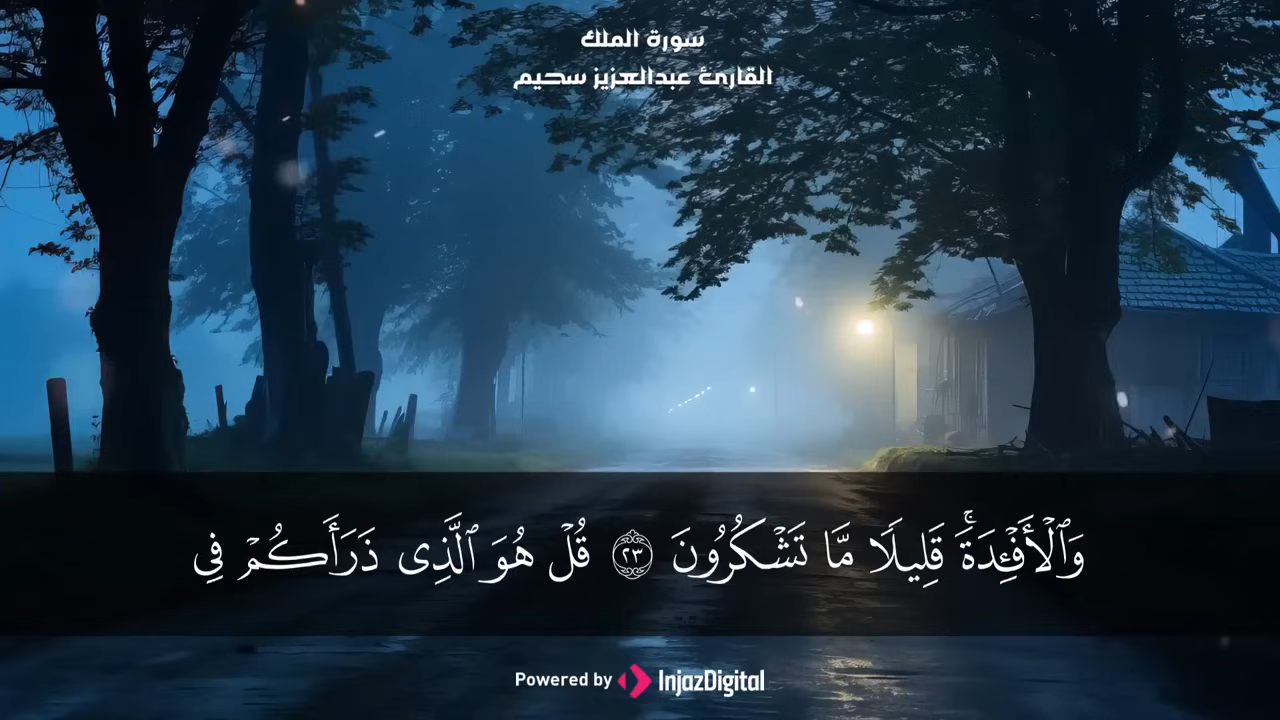 سورة الملك
القارئ عبدالعزيز سحيم
وَٱلْأَفْـِٔدَةَۚ قَلِيلًا مَّا تَشْكُرُونَ ٢٣ قُلْ هُوَ ٱلَّذِى ذَرَأَكُمْ فِى
Powered by InjazDigital